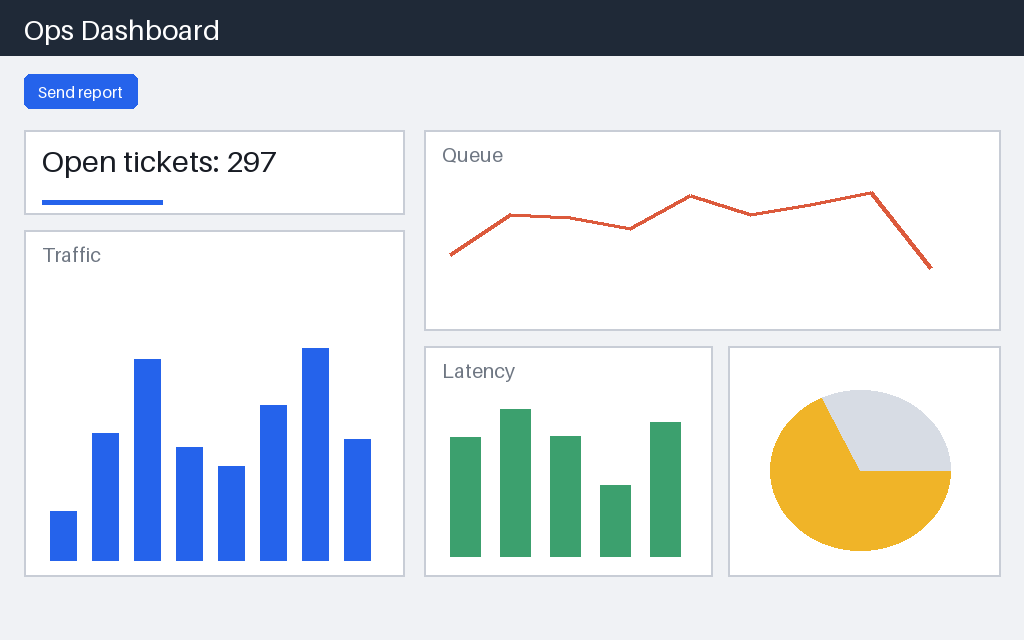 Ops Dashboard
Send report
Open tickets: 297
Queue
Traffic
Latency